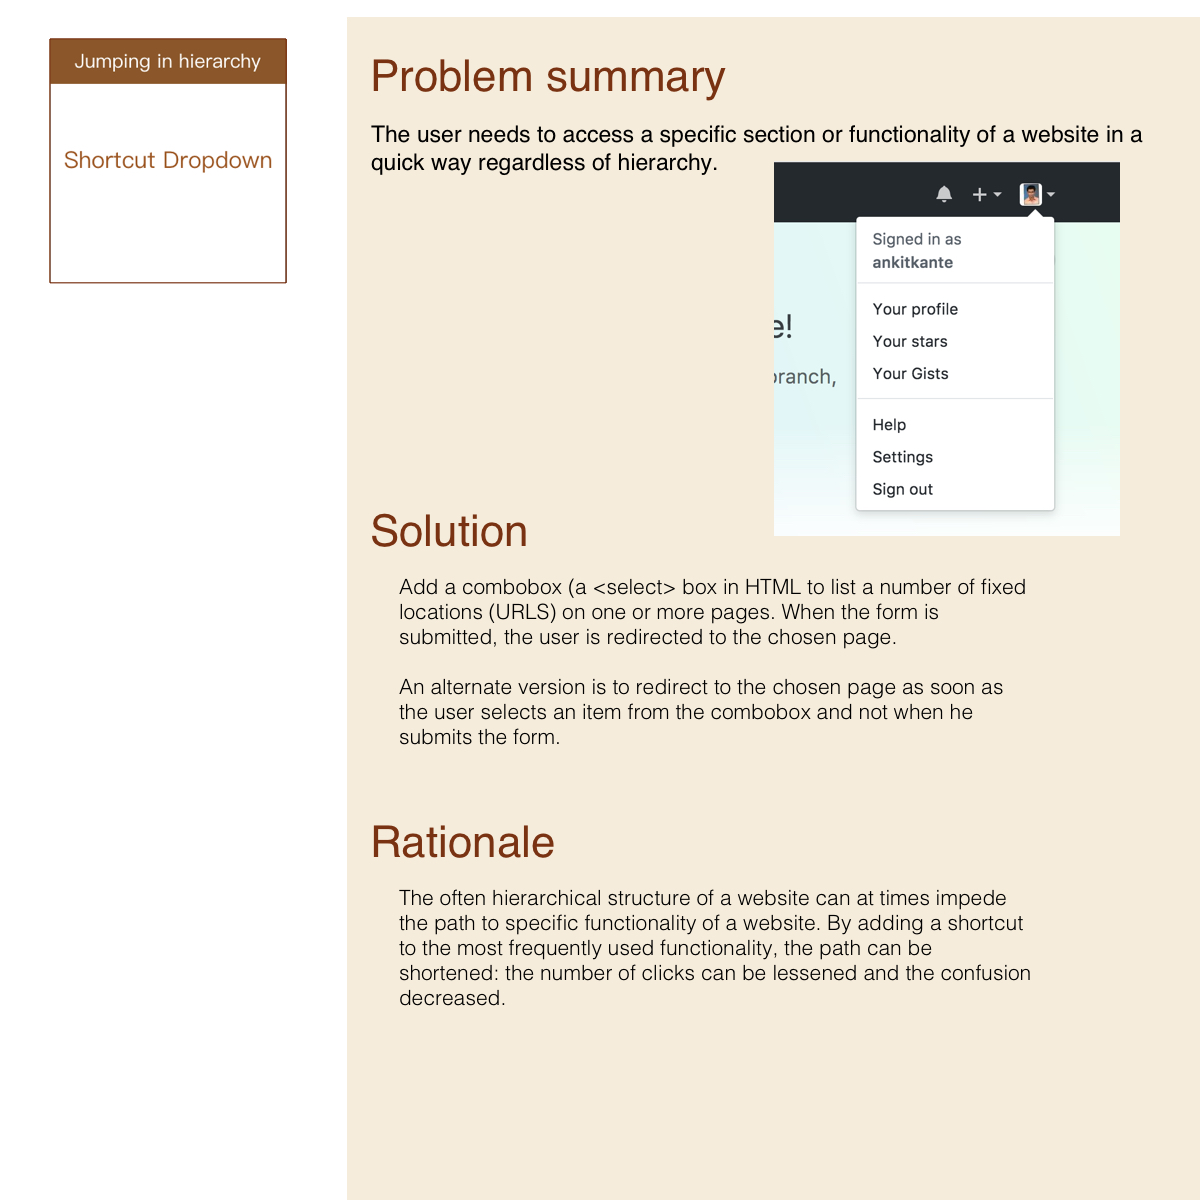 Jumping in hierarchy
Shortcut Dropdown
Problem summary
The user needs to access a specific section or functionality of a website in a
quick way regardless of hierarchy.
Signed in as
ankitkante
e!
Your profile
Your stars
ranch,
Your Gists
Help
Settings
Sign out
Solution
Add a combobox (a <select> box in HTML to list a number of fixed
locations (URLS) on one or more pages. When the form is
submitted, the user is redirected to the chosen page.
An alternate version is to redirect to the chosen page as soon as
the user selects an item from the combobox and not when he
submits the form.
Rationale
The often hierarchical structure of a website can at times impede
the path to specific functionality of a website. By adding a shortcut
to the most frequently used functionality, the path can be
shortened: the number of clicks can be lessened and the confusion
decreased.